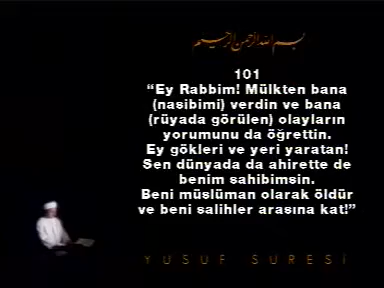 بسم الله الرحمن الرحيم
101
“Ey Rabbim! Mülkten bana
(nasibimi) verdin ve bana
(rüyada görülen) olayların
yorumunu da öğrettin.
Ey gökleri ve yeri yaratan!
Sen dünyada da ahirette de
benim sahibimsin.
Beni müslüman olarak öldür
ve beni salihler arasına kat!”
YUSUF SURESİ